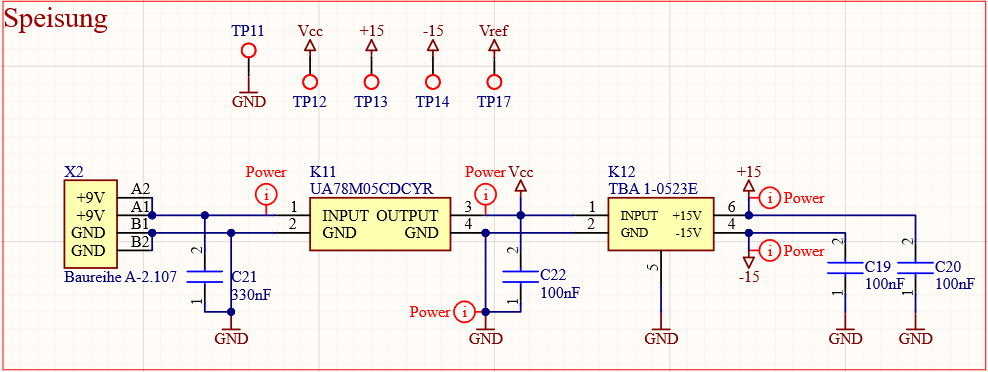 Speisung
TP11
Vcc
+15
-15
Vref
GND
TP12
TP13
TP14
TP17
X2
+9V
+9V
GND
GND
A2
A1
B1
B2
Baureihe A-2.107
2
1
C21
330nF
GND
Power
K11
UA78M05CDCYR
1
2
INPUT OUTPUT
GND GND
3
4
Power
Vcc
2
1
C22
100nF
Power
GND
K12
TBA 1-0523E
1
2
INPUT +15V
GND -15V
6
4
5
GND
+15
Power
Power
-15
2
1
C19
100nF
GND
2
1
C20
100nF
GND